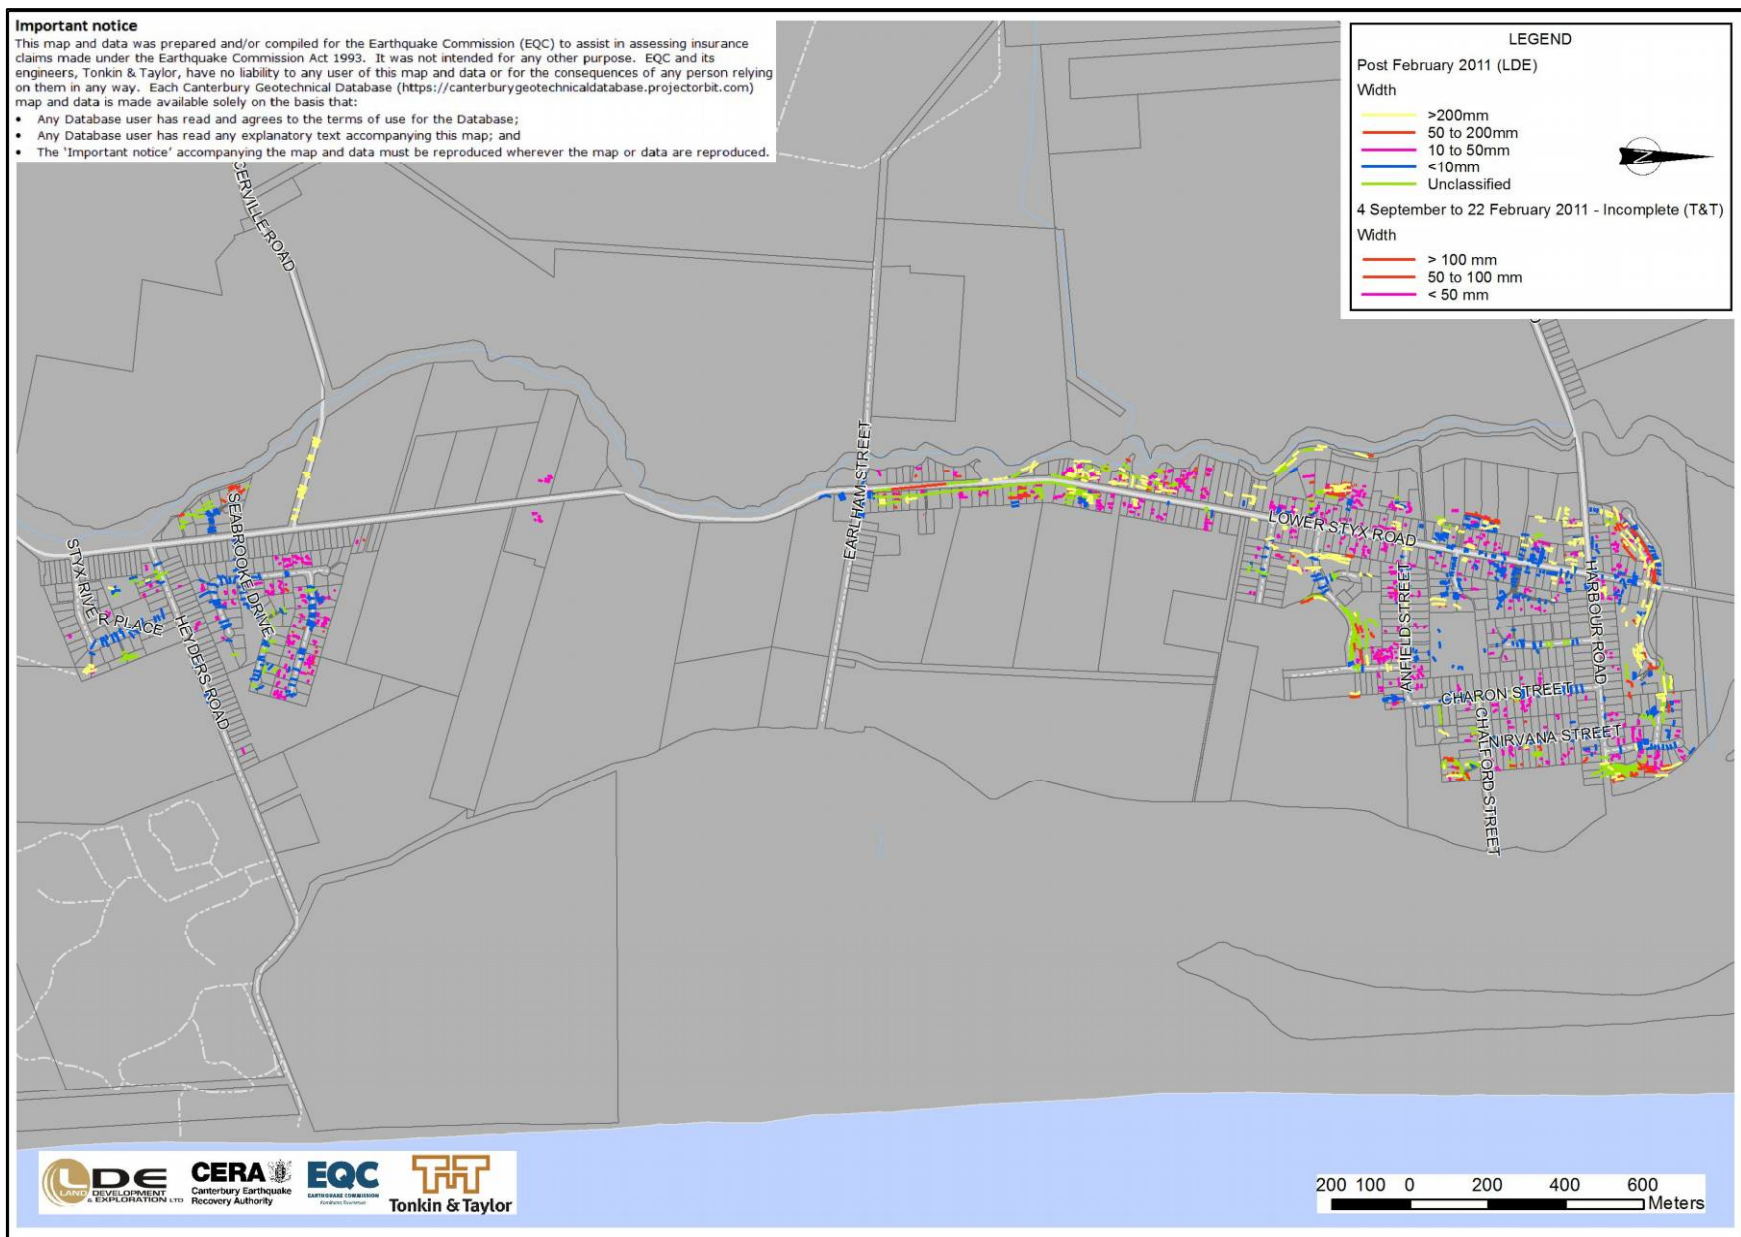 Important notice
This map and data was prepared and/or compiled for the Earthquake Commission (EQC) to assist in assessing insurance
claims made under the Earthquake Commission Act 1993. It was not intended for any other purpose. EQC and its
engineers, Tonkin & Taylor, have no liability to any user of this map and data or for the consequences of any person relying
on them in any way. Each Canterbury Geotechnical Database (https://canterburygeotechnicaldatabase.projectorbit.com)
map and data is made available solely on the basis that:
• Any Database user has read and agrees to the terms of use for the Database;
• Any Database user has read any explanatory text accompanying this map; and
• The 'Important notice' accompanying the map and data must be reproduced wherever the map or data are reproduced.
LEGEND
Post February 2011 (LDE)
Width
>200mm
50 to 200mm
10 to 50mm
<10mm
Unclassified
4 September to 22 February 2011 - Incomplete (T&T)
Width
> 100 mm
50 to 100 mm
< 50 mm
N
CERVILLE ROAD
EARLHAM STREET
SEABROOKE DRIVE
STYX RIVE
R PLACE
HEYDERS ROAD
LOWER STYX ROAD
ANFIELD STREET
HARBOUR ROAD
CHARON STREET
NIRVANA STREET
CHALFORD STREET
LDE
LAND DEVELOPMENT
& EXPLORATION LTD
CERA
Canterbury Earthquake
Recovery Authority
EQC
EARTHQUAKE COMMISSION
T+T
Tonkin & Taylor
200 100 0 200 400 600
Meters